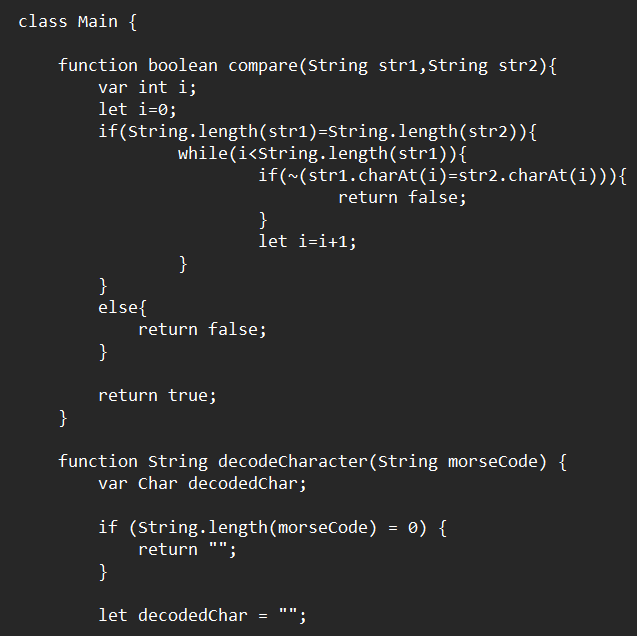 class Main {
function boolean compare(String str1,String str2){
var int i;
let i=0;
if(String.length(str1)=String.length(str2)){
while(i<String.length(str1)){
if(~(str1.charAt(i)=str2.charAt(i))){
return false;
}
let i=i+1;
}
}
else{
return false;
}
return true;
}
function String decodeCharacter(String morseCode) {
var Char decodedChar;
if (String.length(morseCode) = 0) {
return "";
}
let decodedChar = "";